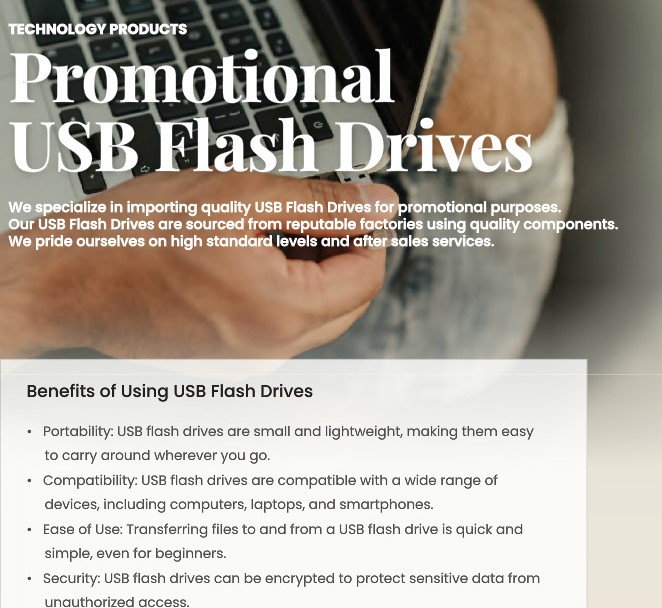 TECHNOLOGY PRODUCTS
Promotional
USB Flash Drives
We specialize in importing quality USB Flash Drives for promotional purposes.
Our USB Flash Drives are sourced from reputable factories using quality components.
We pride ourselves on high standard levels and after sales services.
Benefits of Using USB Flash Drives
• Portability: USB flash drives are small and lightweight, making them easy
to carry around wherever you go.
• Compatibility: USB flash drives are compatible with a wide range of
devices, including computers, laptops, and smartphones.
• Ease of Use: Transferring files to and from a USB flash drive is quick and
simple, even for beginners.
• Security: USB flash drives can be encrypted to protect sensitive data from
unauthorized access.